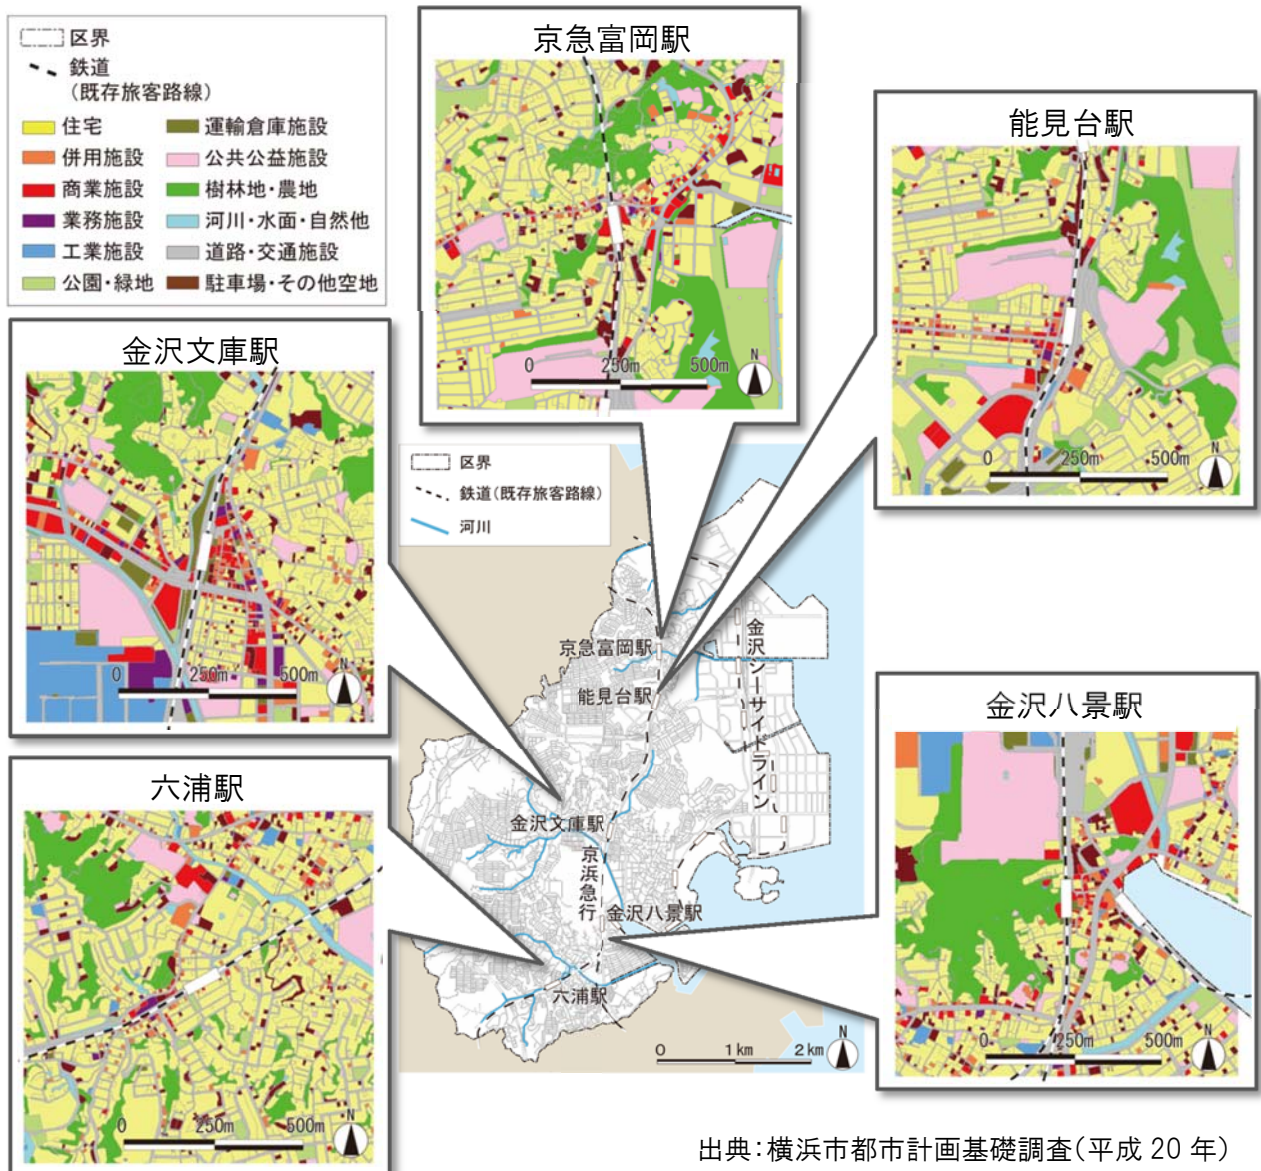 区界
鉄道
(既存旅客路線)
住宅
運輸倉庫施設
併用施設
公共公益施設
商業施設
樹林地・農地
業務施設
河川・水面・自然他
工業施設
道路・交通施設
公園・緑地
駐車場・その他空地
京急富岡駅
0 250m 500m
N
能見台駅
0 250m 500m
N
金沢文庫駅
0 250m 500m
N
区界
鉄道(既存旅客路線)
河川
京急富岡駅
能見台駅
金沢シーサイドライン
金沢文庫駅
京浜急行
金沢八景駅
六浦駅
0 1km 2km
N
六浦駅
0 250m 500m
N
金沢八景駅
0 250m 500m
N
出典:横浜市都市計画基礎調査(平成 20 年)